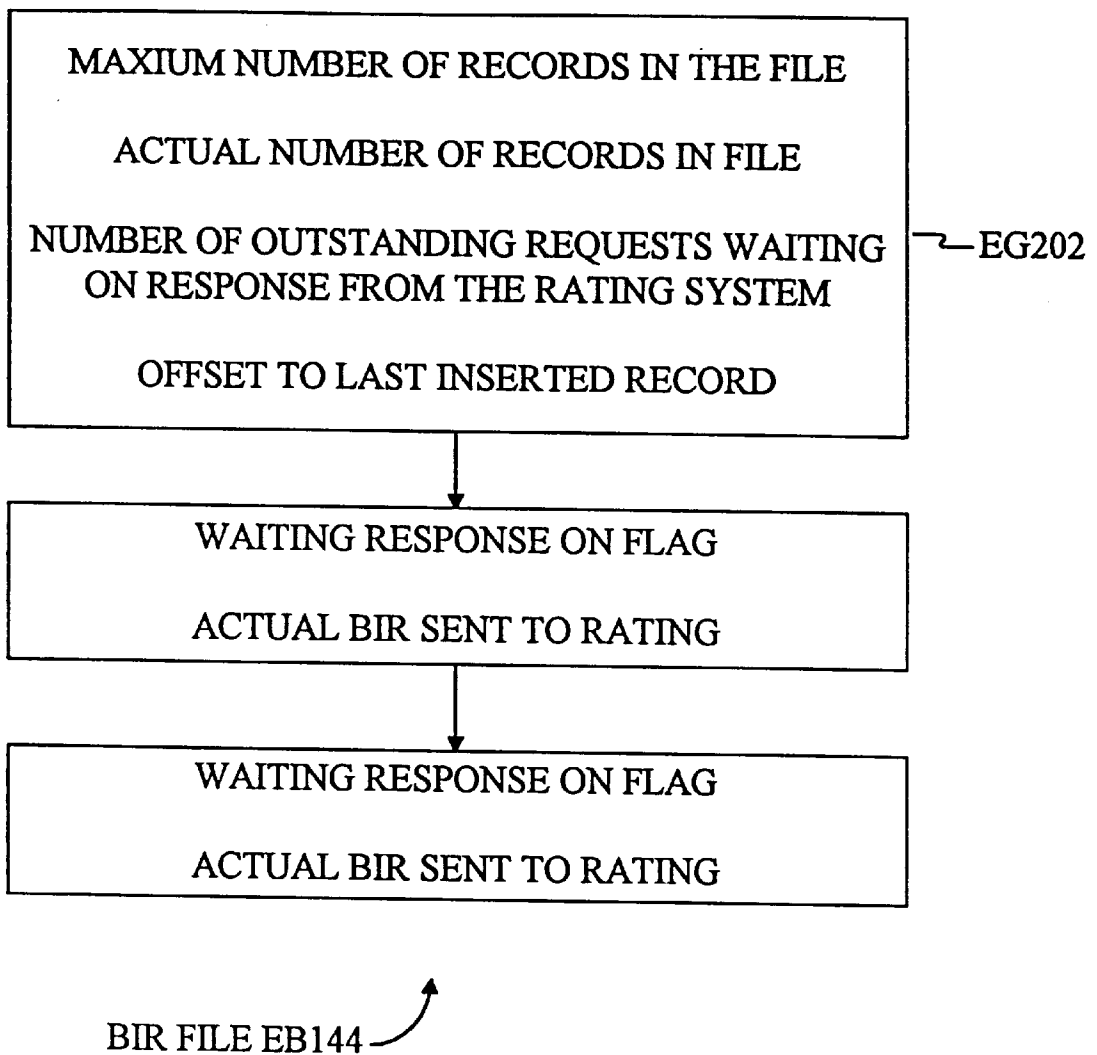 MAXIUM NUMBER OF RECORDS IN THE FILE
ACTUAL NUMBER OF RECORDS IN FILE
NUMBER OF OUTSTANDING REQUESTS WAITING
ON RESPONSE FROM THE RATING SYSTEM
EG202
OFFSET TO LAST INSERTED RECORD
WAITING RESPONSE ON FLAG
ACTUAL BIR SENT TO RATING
WAITING RESPONSE ON FLAG
ACTUAL BIR SENT TO RATING
BIR FILE EB144